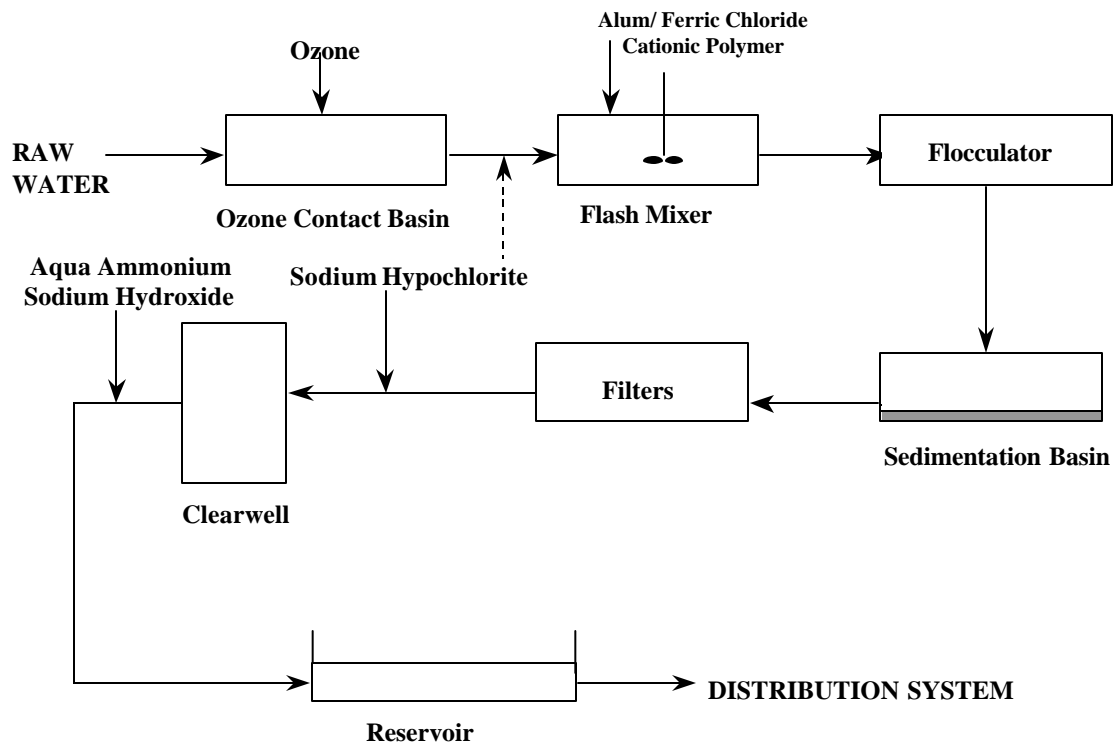 Alum/ Ferric Chloride
Cationic Polymer
Ozone
RAW
WATER
Flocculator
Ozone Contact Basin
Flash Mixer
Aqua Ammonium
Sodium Hydroxide
Sodium Hypochlorite
Filters
Sedimentation Basin
Clearwell
DISTRIBUTION SYSTEM
Reservoir